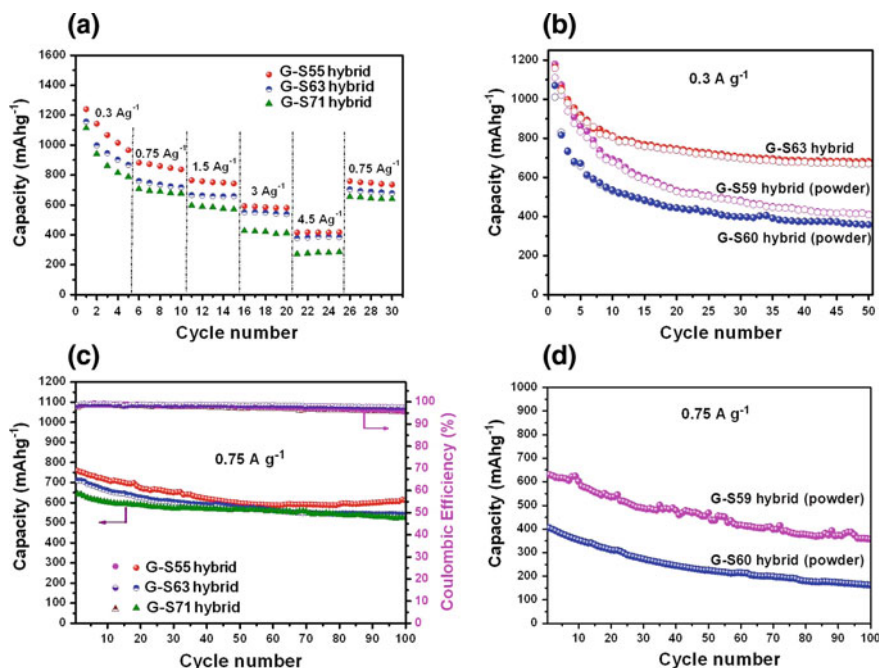 (a)
1600
1400
1200
1000
800
600
400
200
0
Capacity (mAhg-1)
G-S55 hybrid
G-S63 hybrid
G-S71 hybrid
0.3 Ag-1
0.75 Ag-1
1.5 Ag-1
3 Ag-1
4.5 Ag-1
0.75 Ag-1
0 2 4 6 8 10 12 14 16 18 20 22 24 26 28 30
Cycle number
(b)
1200
1000
800
600
400
200
0
Capacity (mAhg-1)
0.3 A g-1
G-S63 hybrid
G-S59 hybrid (powder)
G-S60 hybrid (powder)
0 5 10 15 20 25 30 35 40 45 50
Cycle number
(c)
1200
1100
1000
900
800
700
600
500
400
300
200
100
0
Capacity (mAhg-1)
0.75 A g-1
G-S55 hybrid
G-S63 hybrid
G-S71 hybrid
100
90
80
70
60
50
40
30
20
10
0
Coulombic Efficiency (%)
10 20 30 40 50 60 70 80 90 100
Cycle number
(d)
1000
900
800
700
600
500
400
300
200
100
0
Capacity (mAhg-1)
0.75 A g-1
G-S59 hybrid (powder)
G-S60 hybrid (powder)
10 20 30 40 50 60 70 80 90 100
Cycle number